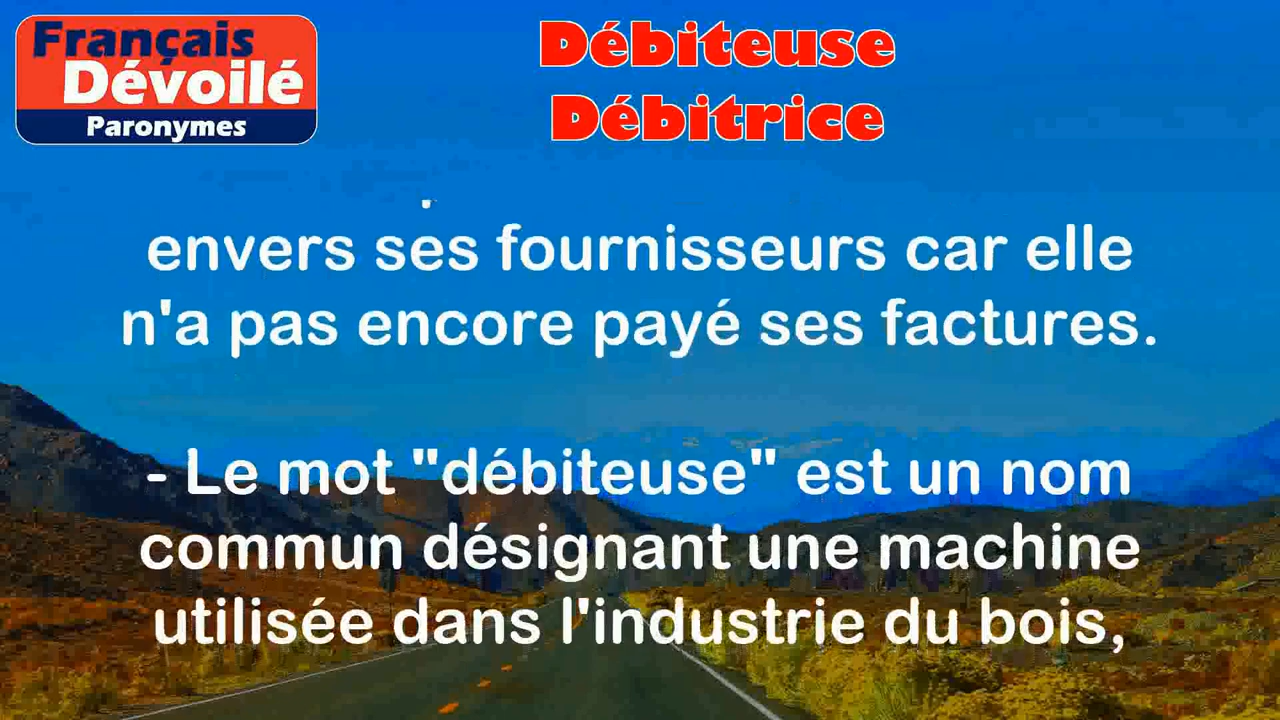 Français
Dévoilé
Paronymes
Débiteuse
Débitrice
envers ses fournisseurs car elle
n'a pas encore payé ses factures.
- Le mot "débiteuse" est un nom
commun désignant une machine
utilisée dans l'industrie du bois,